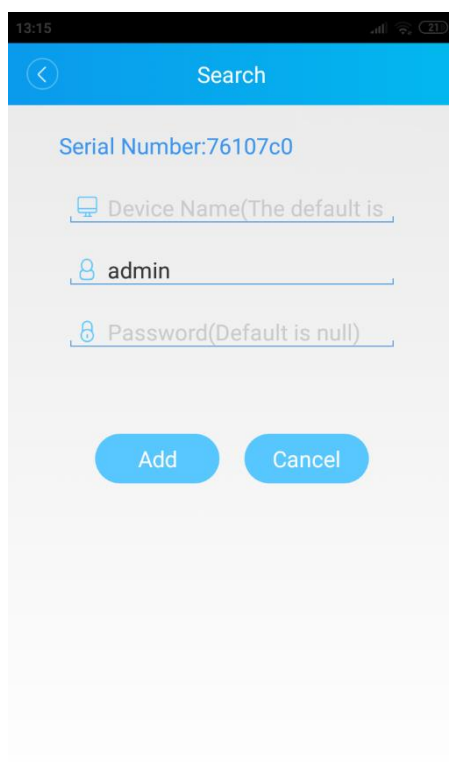 13:15
21
Search
Serial Number:76107c0
Device Name(The default is
admin
Password(Default is null)
Add
Cancel